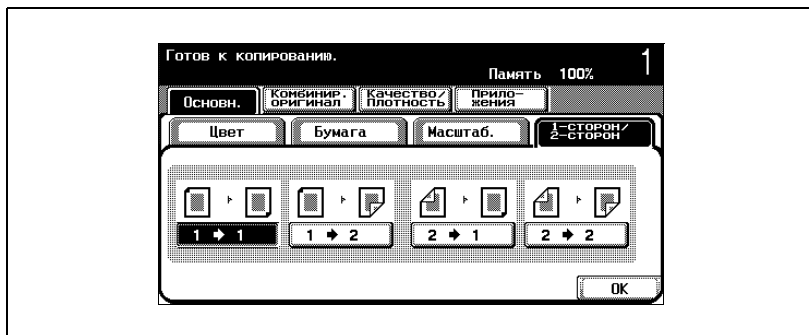 Готов к копированию.
Память 100% 1
Основн. Комбинир. оригинал Качество/ плотность Прило- жения
Цвет Бумага Масштаб. 1-сторон/ 2-сторон
1 → 1 1 → 2 2 → 1 2 → 2
OK